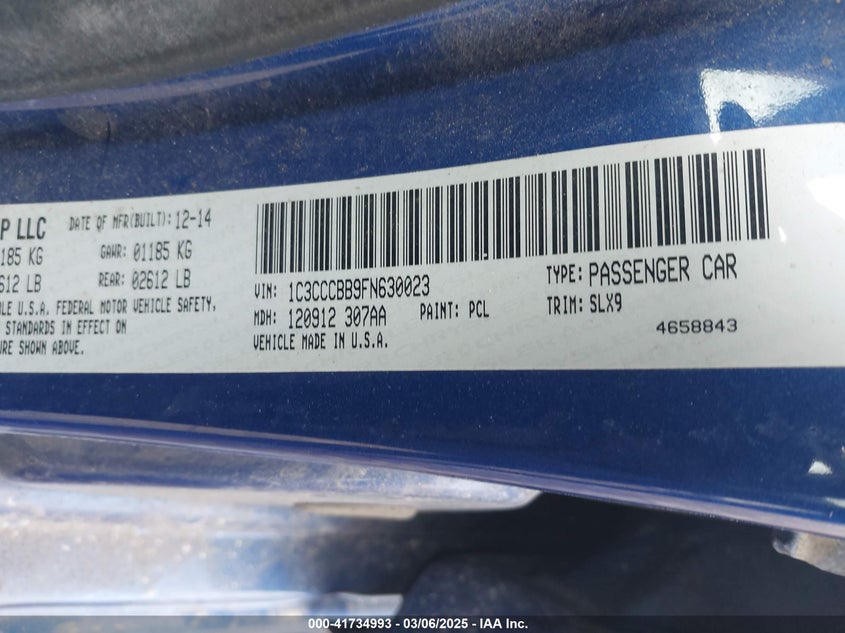 P LLC DATE OF MFR(BUILT): 12-14
185 KG GAWR: 01185 KG
612 LB REAR: 02612 LB
LE U.S.A. FEDERAL MOTOR VEHICLE SAFETY,
STANDARDS IN EFFECT ON
URE SHOWN ABOVE.
VIN: 1C3CCCBB9FN630023 TYPE: PASSENGER CAR
MDH: 120912 307AA PAINT: PCL TRIM: SLX9
VEHICLE MADE IN U.S.A. 4658843
000-41734993 — 03/06/2025 - IAA Inc.